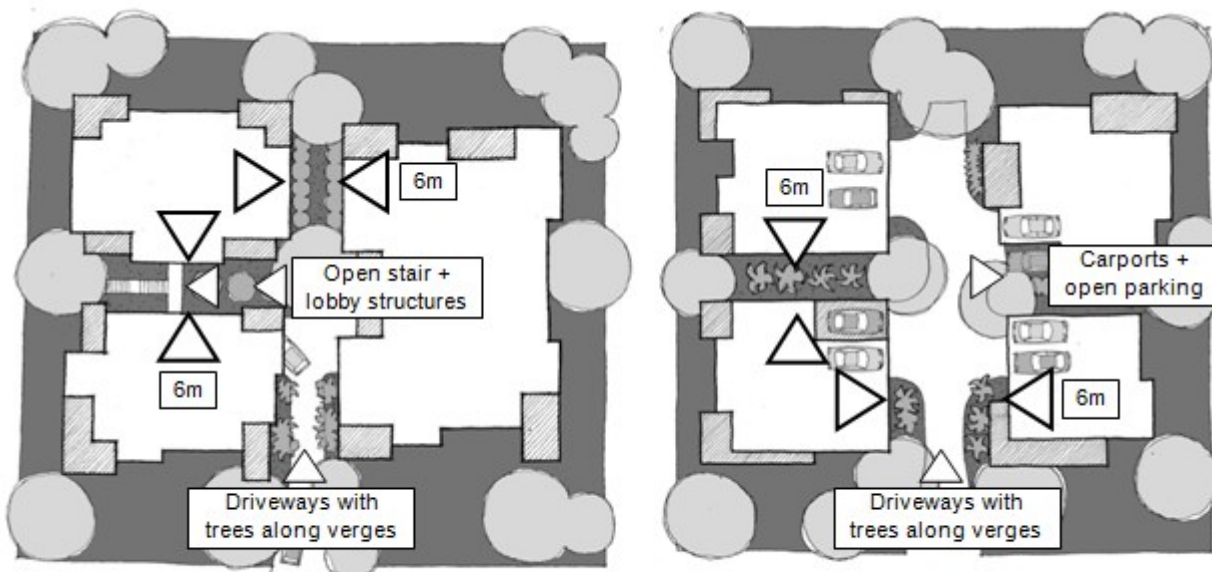 6m
Open stair +
lobby structures
6m
Driveways with
trees along verges
6m
Carports +
open parking
6m
Driveways with
trees along verges